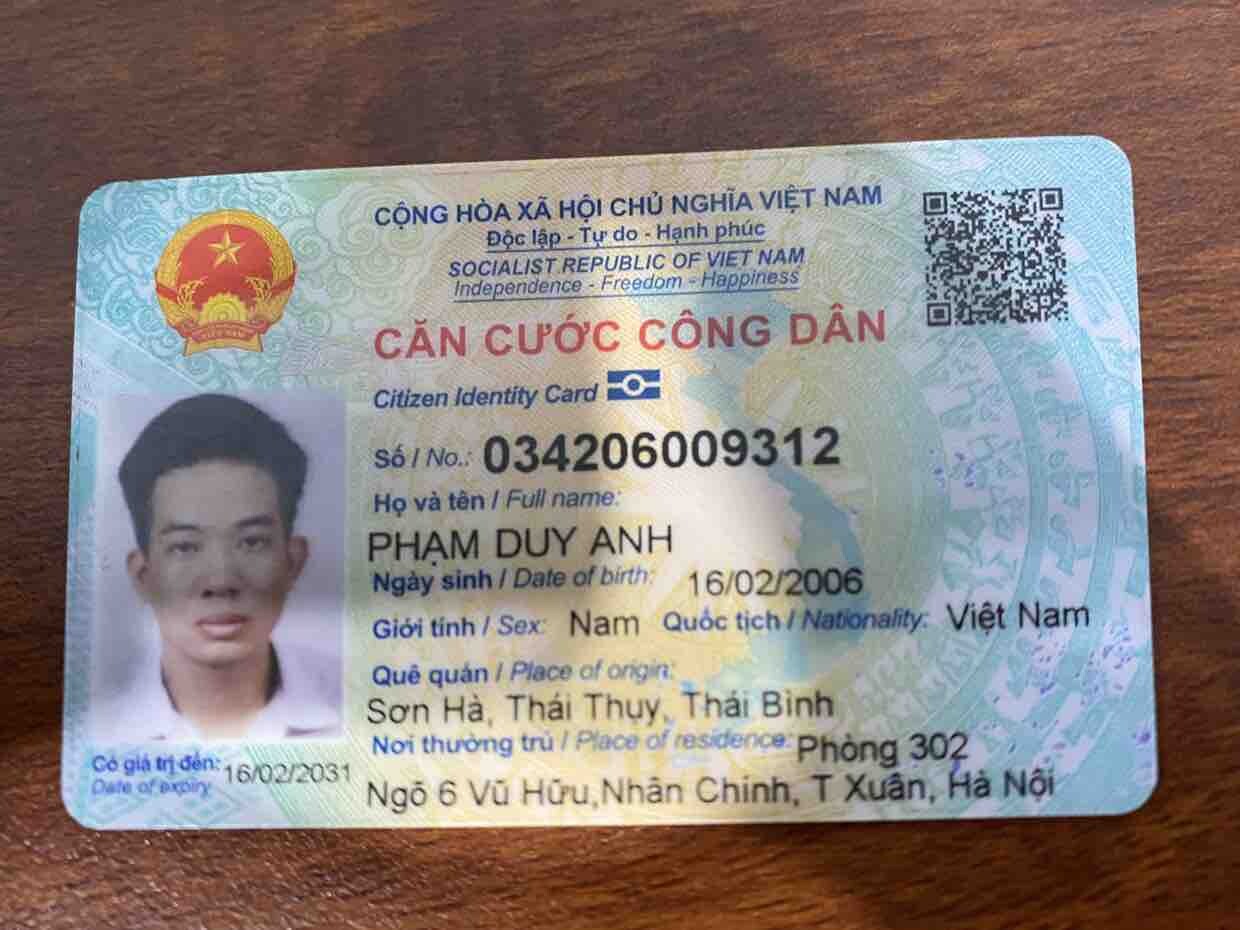 CỘNG HÒA XÃ HỘI CHỦ NGHĨA VIỆT NAM
Độc lập - Tự do - Hạnh phúc
SOCIALIST REPUBLIC OF VIET NAM
Independence - Freedom - Happiness
CĂN CƯỚC CÔNG DÂN
Citizen Identity Card
Số / No.: 034206009312
Họ và tên / Full name:
PHẠM DUY ANH
Ngày sinh / Date of birth: 16/02/2006
Giới tính / Sex: Nam Quốc tịch / Nationality: Việt Nam
Quê quán / Place of origin:
Sơn Hà, Thái Thụy, Thái Bình
Nơi thường trú / Place of residence: Phòng 302
Ngõ 6 Vũ Hữu,Nhân Chính, T Xuân, Hà Nội
Có giá trị đến: 16/02/2031
Date of expiry
VIỆT NAM